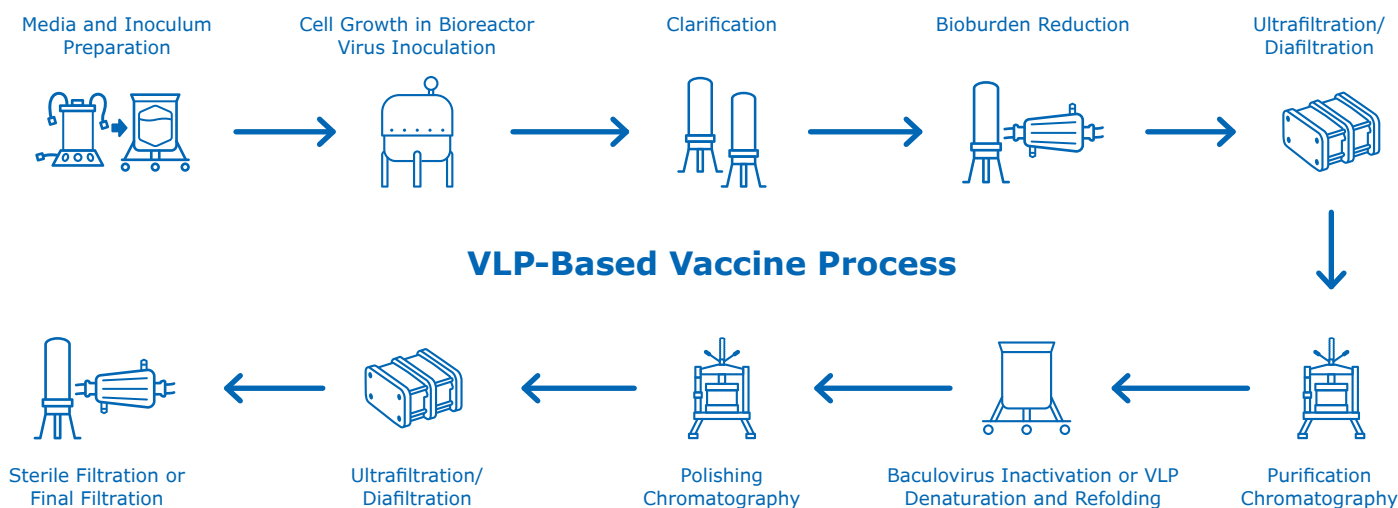 Media and Inoculum
Preparation
Cell Growth in Bioreactor
Virus Inoculation
Clarification
Bioburden Reduction
Ultrafiltration/
Diafiltration
VLP-Based Vaccine Process
Sterile Filtration or
Final Filtration
Ultrafiltration/
Diafiltration
Polishing
Chromatography
Baculovirus Inactivation or VLP
Denaturation and Refolding
Purification
Chromatography